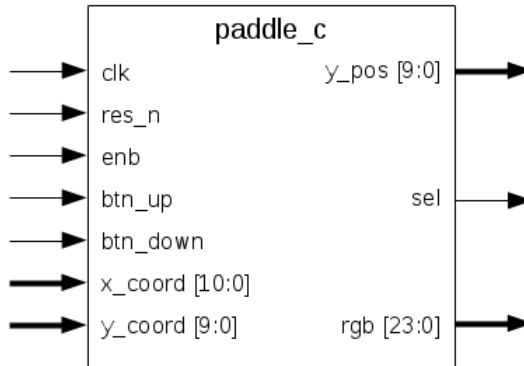 paddle_c
clk
y_pos [9:0]
res_n
enb
btn_up
sel
btn_down
x_coord [10:0]
y_coord [9:0]
rgb [23:0]